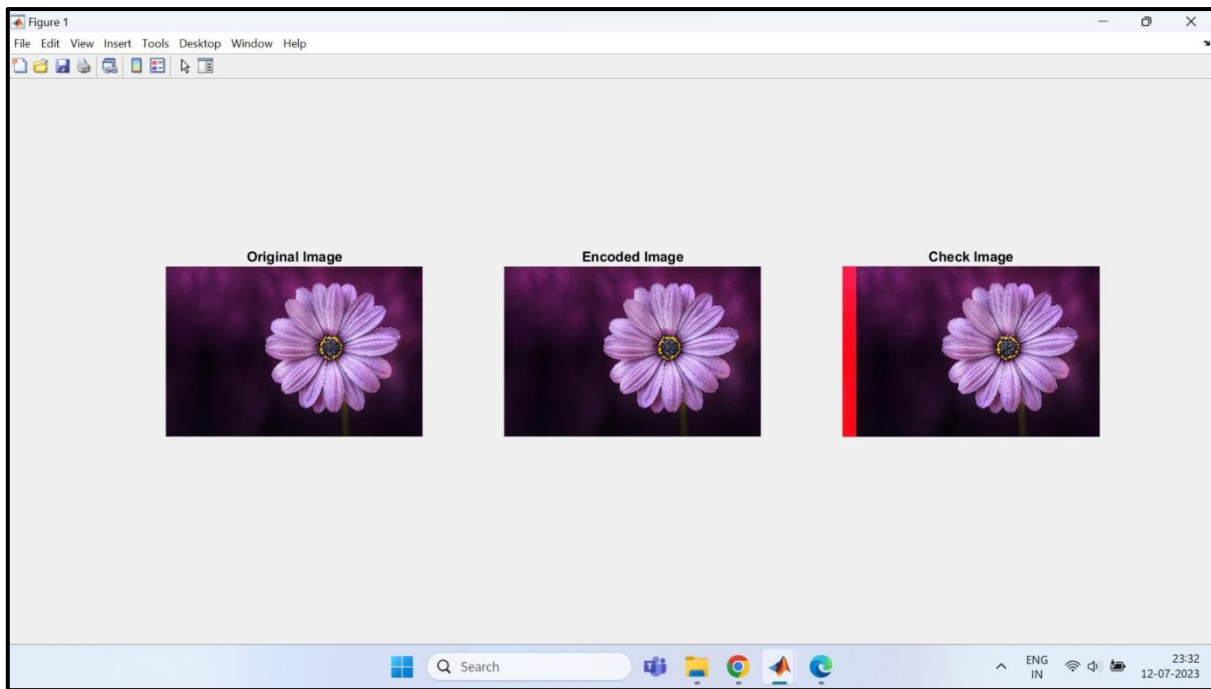 Figure 1
File Edit View Insert Tools Desktop Window Help
Original Image
Encoded Image
Check Image
Search
ENG
IN
23:32
12-07-2023